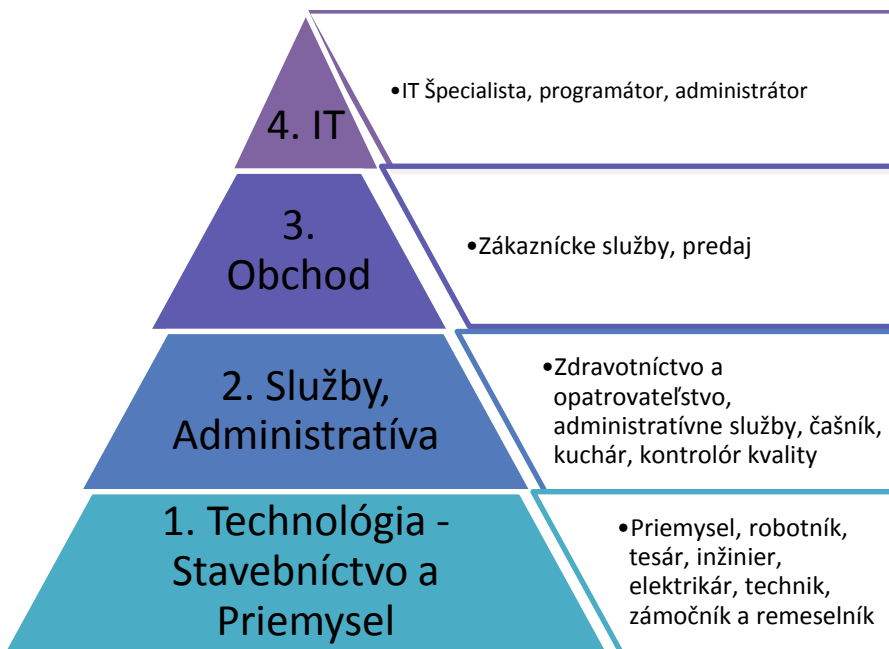 4. IT
•IT Špecialista, programátor, administrátor
3.
Obchod
•Zákaznícke služby, predaj
2. Služby,
Administratíva
•Zdravotníctvo a
opatrovateľstvo,
administratívne služby, čašník,
kuchár, kontrolór kvality
1. Technológia -
Stavebníctvo a
Priemysel
•Priemysel, robotník,
tesár, inžinier,
elektrikár, technik,
zámočník a remeselník